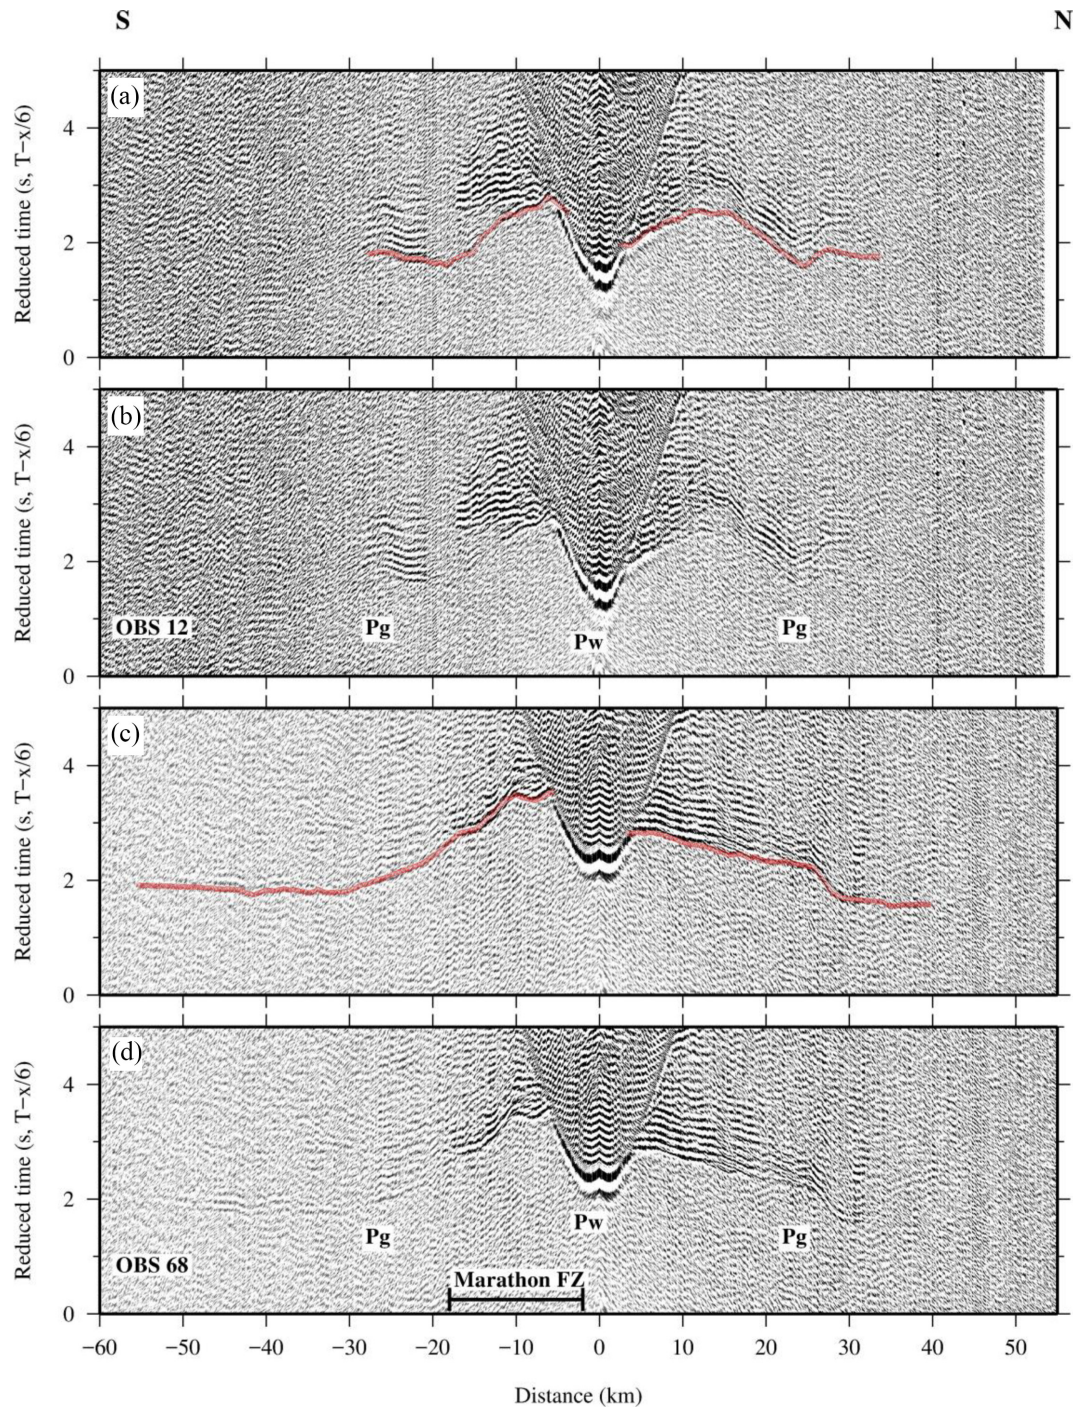 S N
(a)
Reduced time (s, T−x/6)
4
2
0
(b)
Reduced time (s, T−x/6)
4
2
0
OBS 12
Pg
Pw
Pg
(c)
Reduced time (s, T−x/6)
4
2
0
(d)
Reduced time (s, T−x/6)
4
2
0
Pg
Pw
Pg
OBS 68
Marathon FZ
−60 −50 −40 −30 −20 −10 0 10 20 30 40 50
Distance (km)